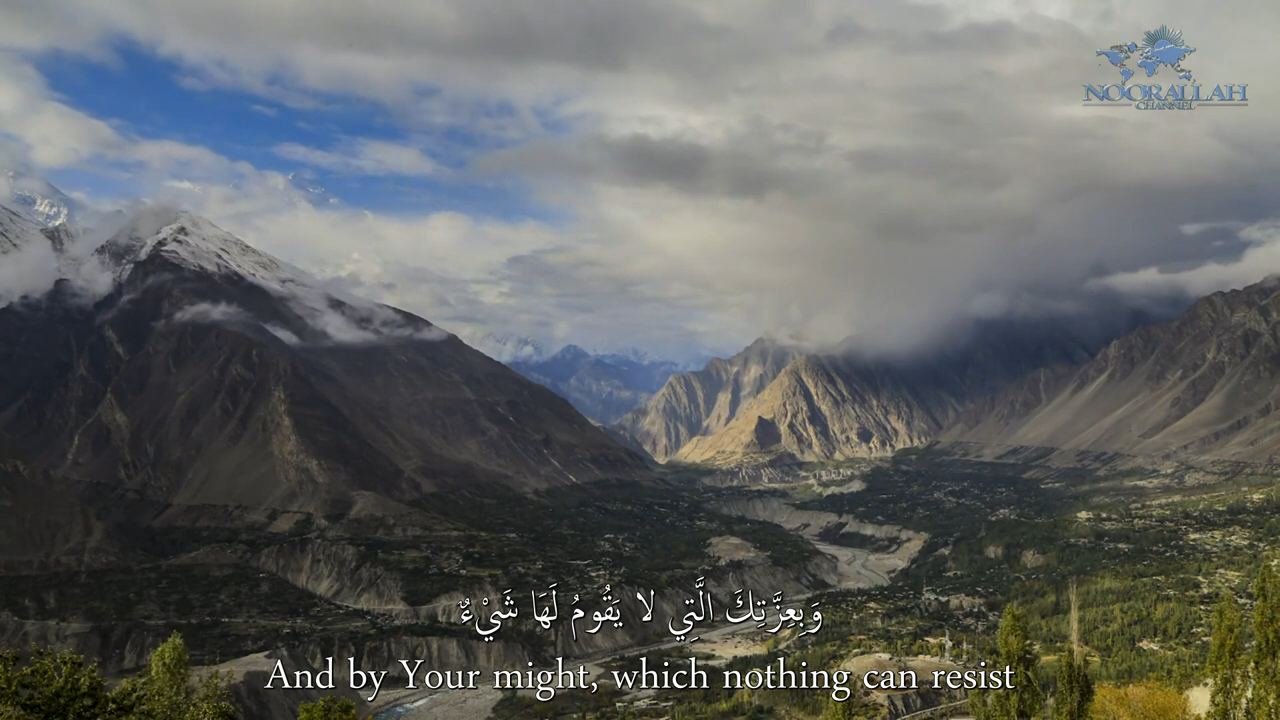 NOORALLAH
CHANNEL
وَبِعِزَّتِكَ الَّتِي لا يَقُومُ لَهَا شَيْءٌ
And by Your might, which nothing can resist